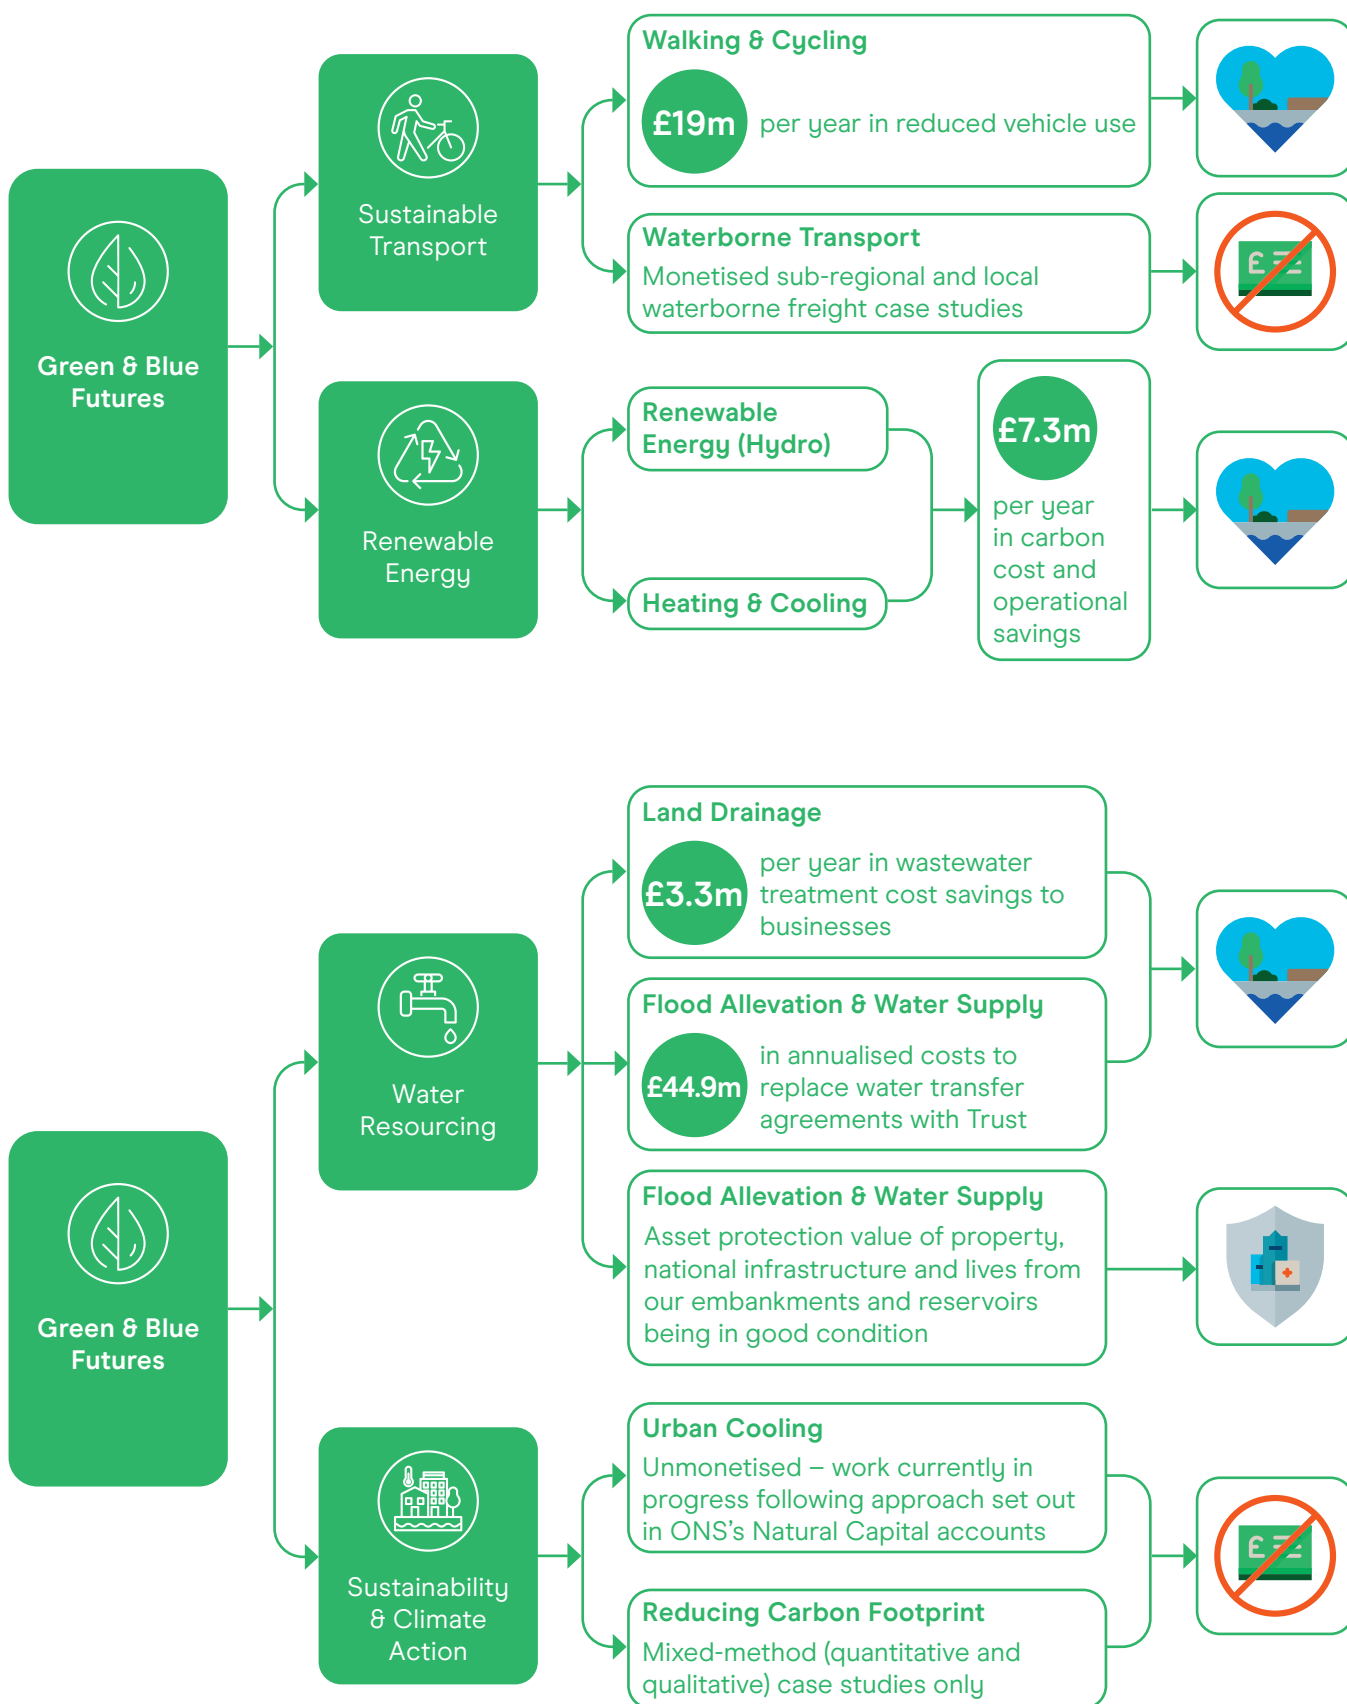 Green & Blue
Futures
Sustainable
Transport
Walking & Cycling
£19m
per year in reduced vehicle use
Waterborne Transport
Monetised sub-regional and local
waterborne freight case studies
£
Renewable
Energy
Renewable
Energy (Hydro)
Heating & Cooling
£7.3m
per year
in carbon
cost and
operational
savings
Green & Blue
Futures
Water
Resourcing
Land Drainage
£3.3m
per year in wastewater
treatment cost savings to
businesses
Flood Allevation & Water Supply
£44.9m
in annualised costs to
replace water transfer
agreements with Trust
Flood Allevation & Water Supply
Asset protection value of property,
national infrastructure and lives from
our embankments and reservoirs
being in good condition
Sustainability
& Climate
Action
Urban Cooling
Unmonetised – work currently in
progress following approach set out
in ONS's Natural Capital accounts
Reducing Carbon Footprint
Mixed-method (quantitative and
qualitative) case studies only
£